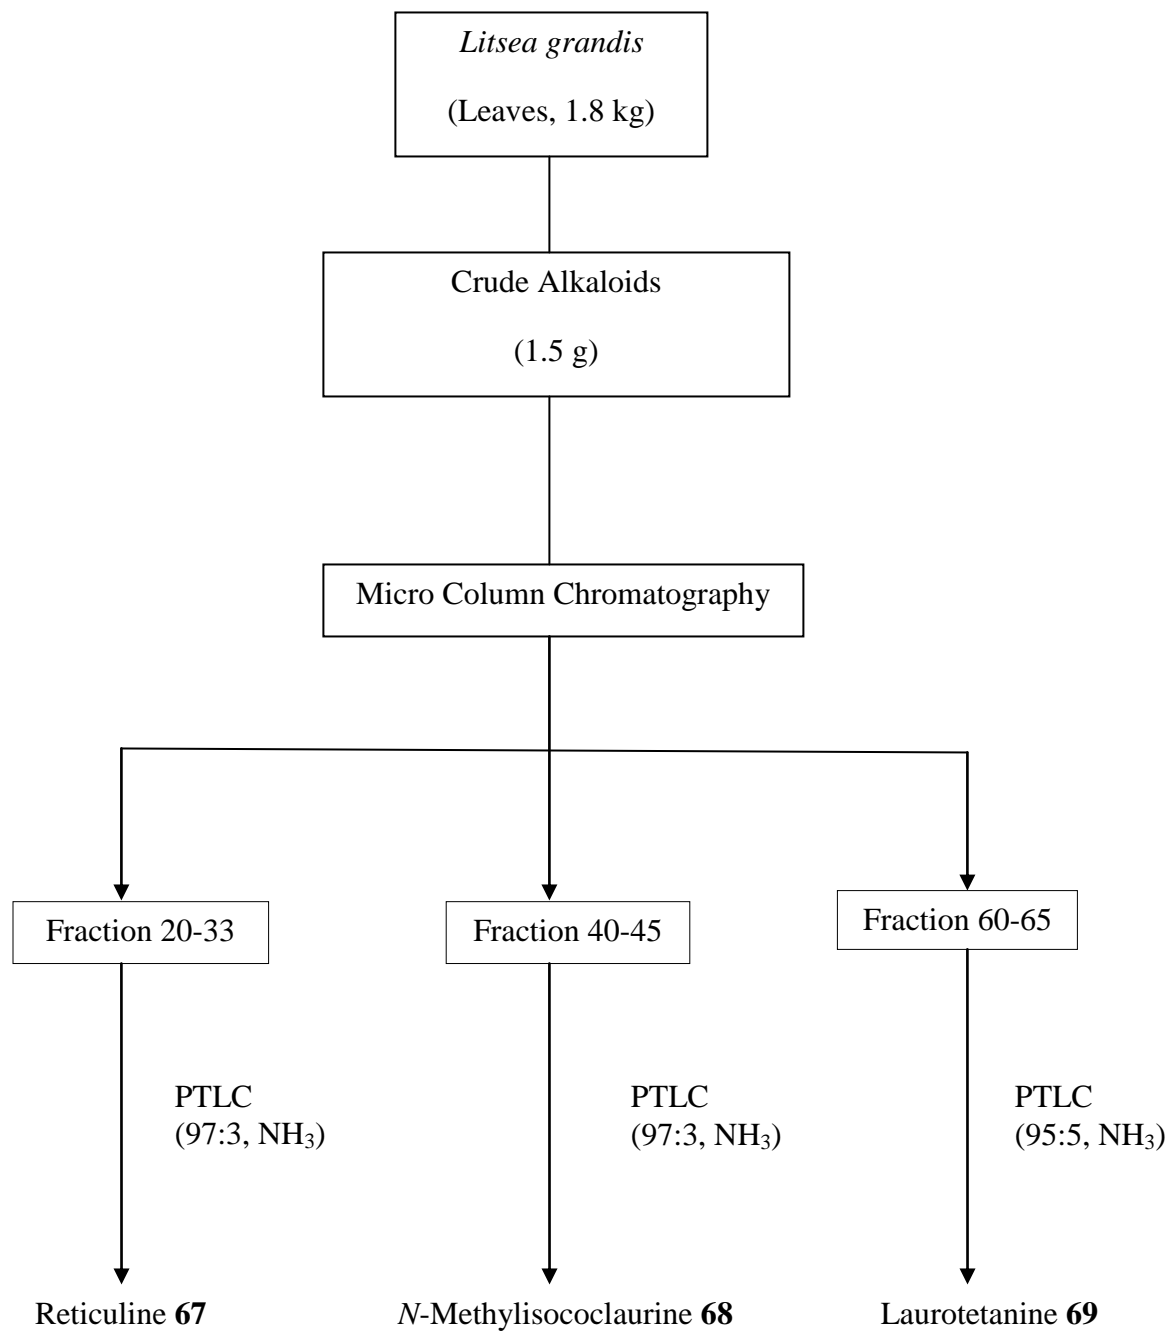 Litsea grandis
(Leaves, 1.8 kg)
Crude Alkaloids
(1.5 g)
Micro Column Chromatography
Fraction 20-33
Fraction 40-45
Fraction 60-65
PTLC
(97:3, NH₃)
PTLC
(97:3, NH₃)
PTLC
(95:5, NH₃)
Reticuline 67
N-Methylisococlaurine 68
Laurotetanine 69